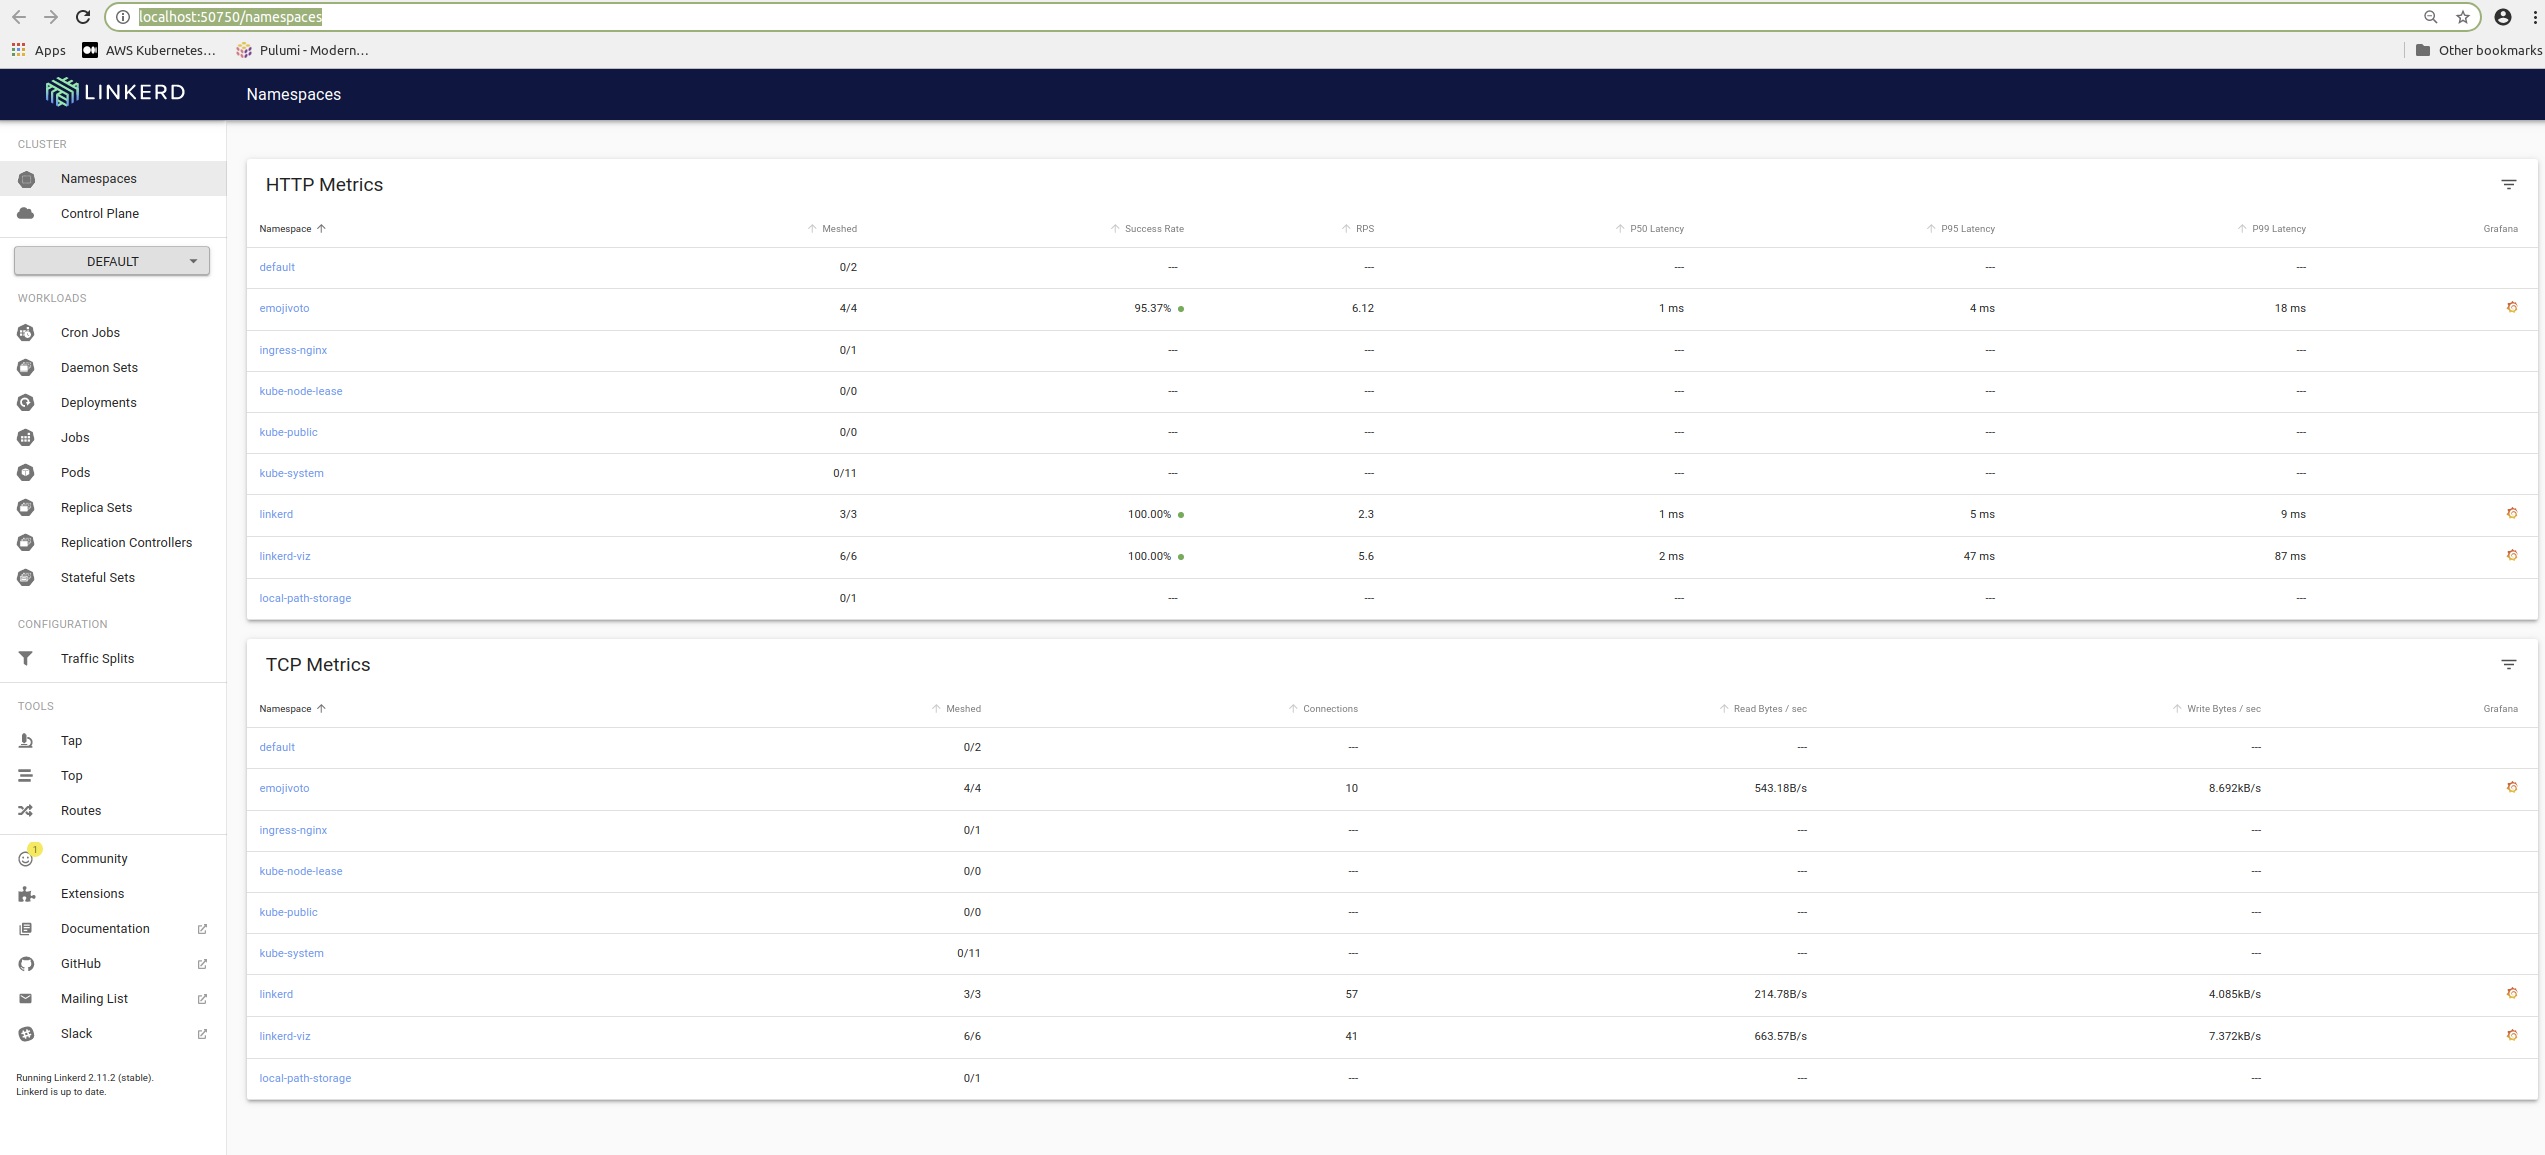 localhost:50750/namespaces
Apps AWS Kubernetes... Pulumi - Modern... Other bookmarks
LINKERD Namespaces
CLUSTER
Namespaces
Control Plane
DEFAULT
WORKLOADS
Cron Jobs
Daemon Sets
Deployments
Jobs
Pods
Replica Sets
Replication Controllers
Stateful Sets
CONFIGURATION
Traffic Splits
TOOLS
Tap
Top
Routes
1
Community
Extensions
Documentation
GitHub
Mailing List
Slack
Running Linkerd 2.11.2 (stable).
Linkerd is up to date.
HTTP Metrics
Namespace Meshed Success Rate RPS P50 Latency P95 Latency P99 Latency Grafana
default 0/2 --- --- --- --- ---
emojivoto 4/4 95.37% 6.12 1 ms 4 ms 18 ms
ingress-nginx 0/1 --- --- --- --- ---
kube-node-lease 0/0 --- --- --- --- ---
kube-public 0/0 --- --- --- --- ---
kube-system 0/11 --- --- --- --- ---
linkerd 3/3 100.00% 2.3 1 ms 5 ms 9 ms
linkerd-viz 6/6 100.00% 5.6 2 ms 47 ms 87 ms
local-path-storage 0/1 --- --- --- --- ---
TCP Metrics
Namespace Meshed Connections Read Bytes / sec Write Bytes / sec Grafana
default 0/2 --- --- ---
emojivoto 4/4 10 543.18B/s 8.692kB/s
ingress-nginx 0/1 --- --- ---
kube-node-lease 0/0 --- --- ---
kube-public 0/0 --- --- ---
kube-system 0/11 --- --- ---
linkerd 3/3 57 214.78B/s 4.085kB/s
linkerd-viz 6/6 41 663.57B/s 7.372kB/s
local-path-storage 0/1 --- --- ---